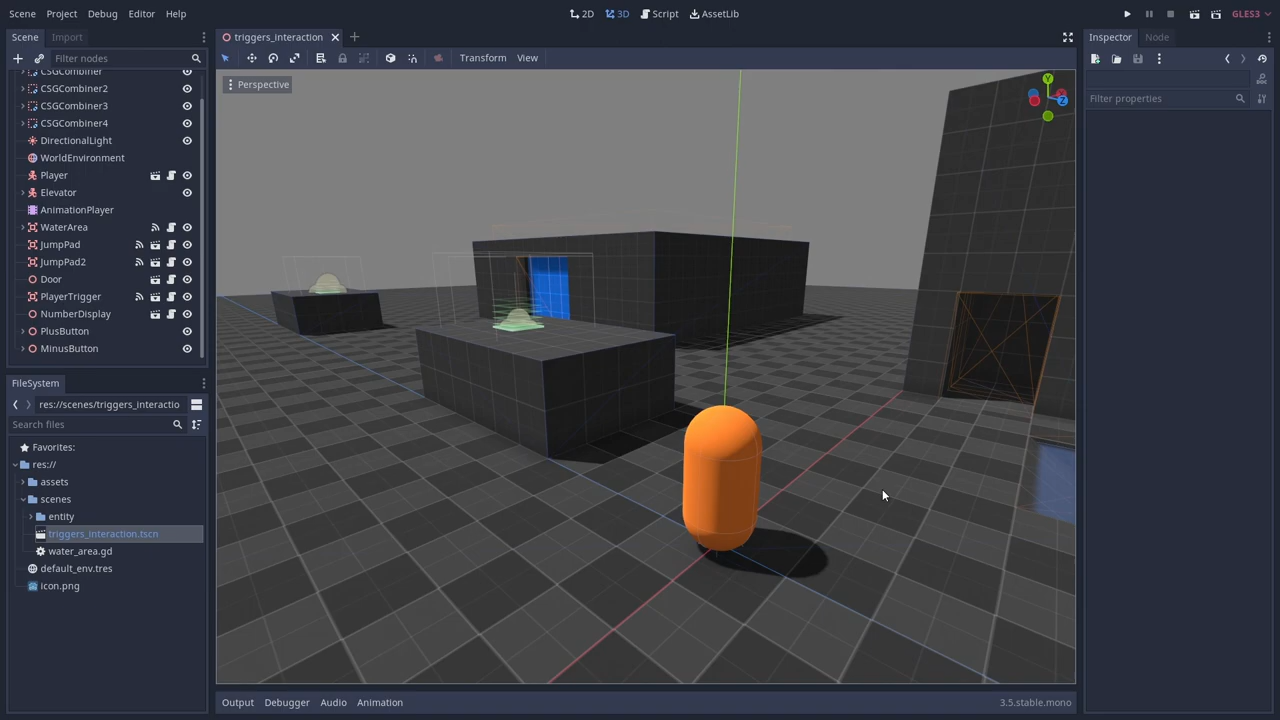 Scene Project Debug Editor Help
2D 3D Script AssetLib
GLES3
Scene Import
Filter nodes
CSGCombiner
CSGCombiner2
CSGCombiner3
CSGCombiner4
DirectionalLight
WorldEnvironment
Player
Elevator
AnimationPlayer
WaterArea
JumpPad
JumpPad2
Door
PlayerTrigger
NumberDisplay
PlusButton
MinusButton
FileSystem
res://scenes/triggers_interactio
Search files
Favorites:
res://
assets
scenes
entity
triggers_interaction.tscn
water_area.gd
default_env.tres
icon.png
triggers_interaction
Transform View
Perspective
Y
Z
Output Debugger Audio Animation
3.5.stable.mono
Inspector Node
Filter properties